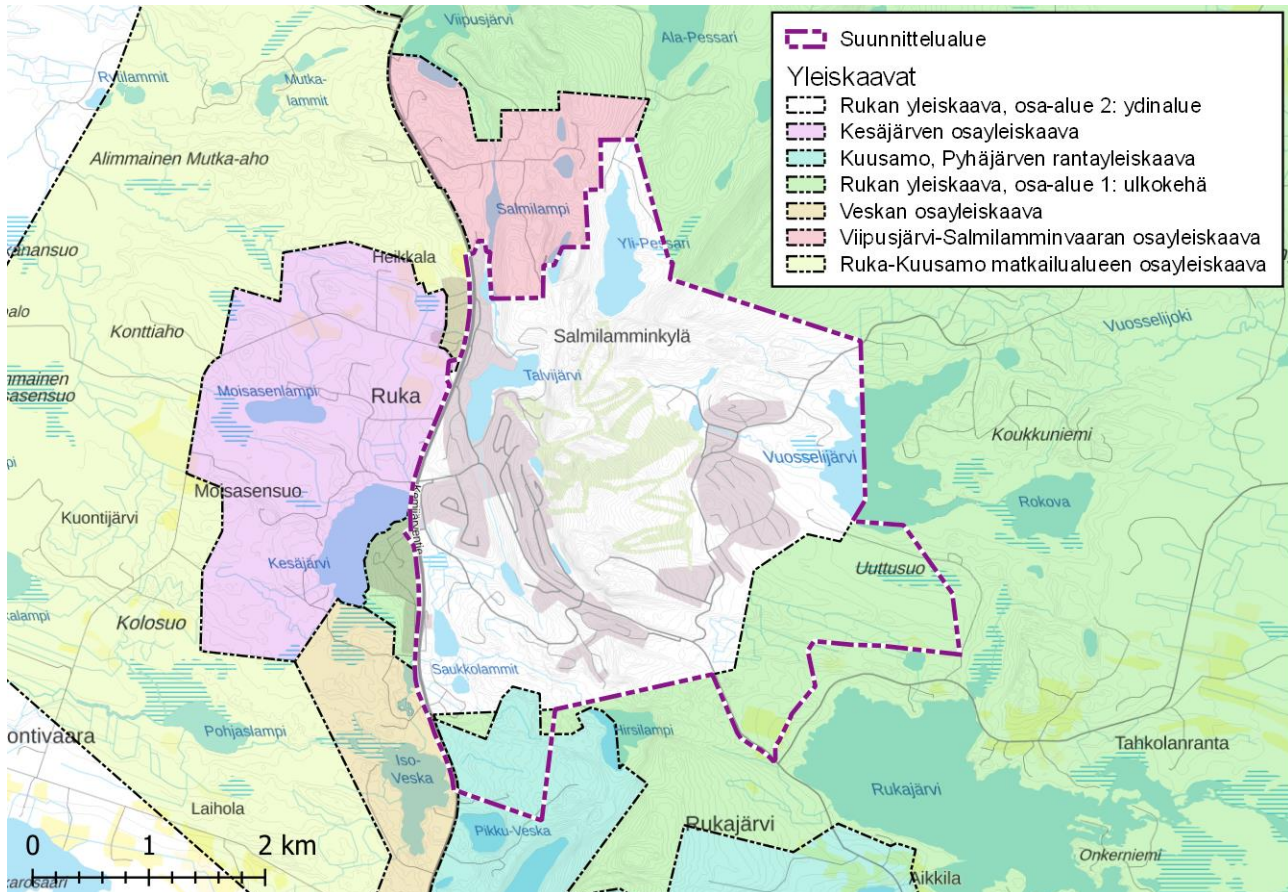 Suunnittelualue
Yleiskaavat
Rukan yleiskaava, osa-alue 2: ydinalue
Kesäjärven osayleiskaava
Kuusamo, Pyhäjärven rantayleiskaava
Rukan yleiskaava, osa-alue 1: ulkokehä
Veskan osayleiskaava
Viipusjärvi-Salmilamminvaaran osayleiskaava
Ruka-Kuusamo matkailualueen osayleiskaava
Viipusjärvi
Ala-Pessari
Rytilammit
Mutka-
lammit
Alimmainen Mutka-aho
Salmilampi
Yli-Pessari
Heikkala
Konttiaho
Salmilamminkylä
Vuosselijoki
Talvijärvi
Moisasenlampi
Ruka
Koukkuniemi
Vuosselijärvi
Moisasensuo
Rokova
Kuontijärvi
Kesäjärvi
Uuttusuo
Kolosuo
Saukkolammit
Pohjaslampi
Hirsilampi
ontivaara
Iso-
Veska
Tahkolanranta
Rukajärvi
Laihola
Pikku-Veska
Rukajärvi
Onkerniemi
Aikkila
0 1 2 km
karosaari